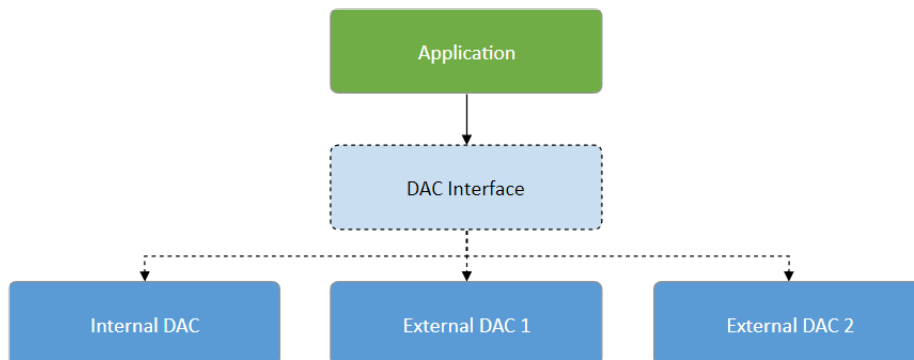 Application
DAC Interface
Internal DAC
External DAC 1
External DAC 2